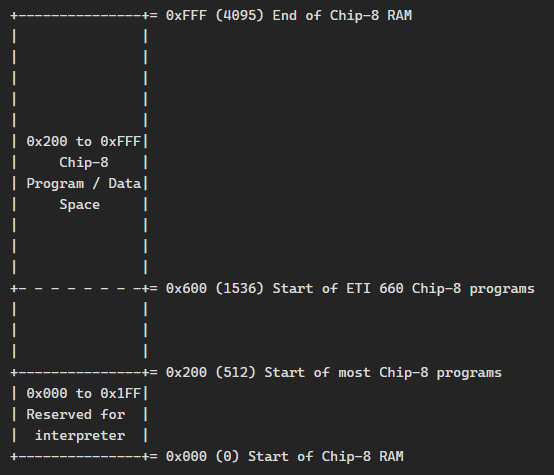 +---------------+= 0xFFF (4095) End of Chip-8 RAM
|               |
|               |
|               |
|               |
|               |
| 0x200 to 0xFFF|
|     Chip-8    |
| Program / Data|
|     Space     |
|               |
|               |
|               |
+- - - - - - - -+= 0x600 (1536) Start of ETI 660 Chip-8 programs
|               |
|               |
|               |
+---------------+= 0x200 (512) Start of most Chip-8 programs
| 0x000 to 0x1FF|
| Reserved for  |
|  interpreter  |
+---------------+= 0x000 (0) Start of Chip-8 RAM